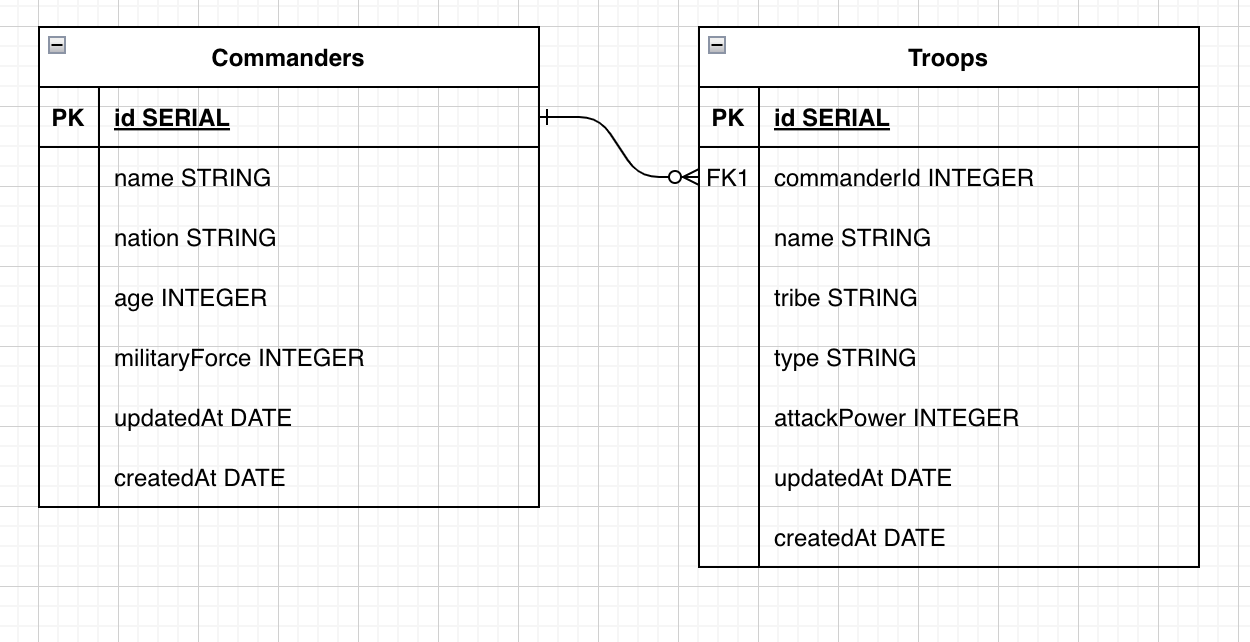 Commanders
PK id SERIAL
name STRING
nation STRING
age INTEGER
militaryForce INTEGER
updatedAt DATE
createdAt DATE
Troops
PK id SERIAL
FK1 commanderId INTEGER
name STRING
tribe STRING
type STRING
attackPower INTEGER
updatedAt DATE
createdAt DATE